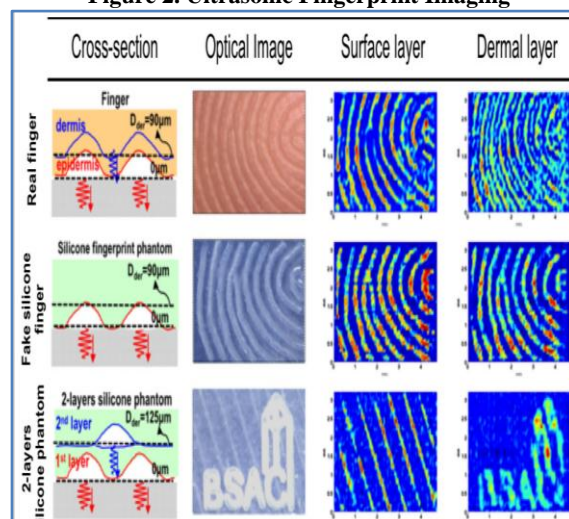 Figure 2. Ultrasonic Fingerprint Imaging
Cross-section Optical Image Surface layer Dermal layer
Real finger
Finger
dermis
D_der=90μm
epidermis
0μm
Fake silicone finger
Silicone fingerprint phantom
D_der=90μm
0μm
2-layers silicone phantom
2-layers silicone phantom
2nd layer
D_der=125μm
1st layer
0μm
BSAC
BSAC